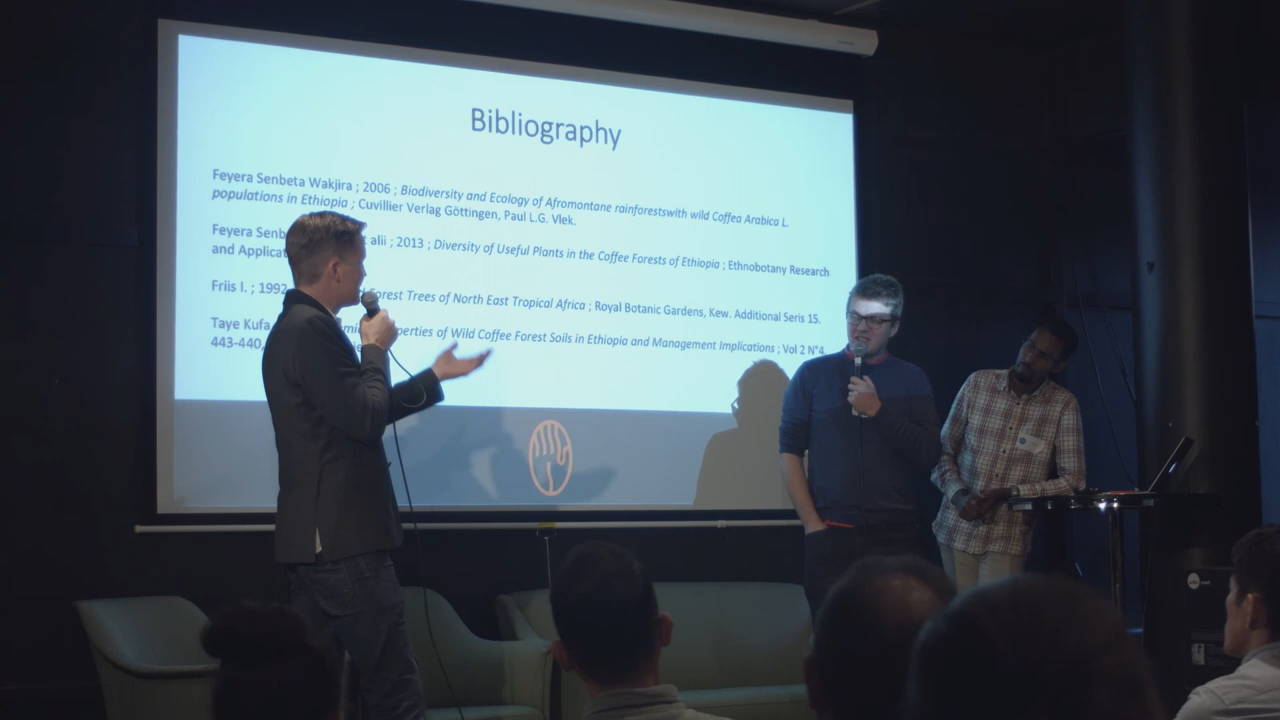 Bibliography
Feyera Senbeta Wakjira ; 2006 ; Biodiversity and Ecology of Afromontane rainforestswith wild Coffea Arabica L.
populations in Ethiopia ; Cuvillier Verlag Göttingen, Paul L.G. Vlek.
Feyera Senb t alii ; 2013 ; Diversity of Useful Plants in the Coffee Forests of Ethiopia ; Ethnobotany Research
and Applicat
Friis I. ; 1992 Forest Trees of North East Tropical Africa ; Royal Botanic Gardens, Kew. Additional Seris 15.
Taye Kufa perties of Wild Coffee Forest Soils in Ethiopia and Management Implications ; Vol 2 N°4,
443-440,